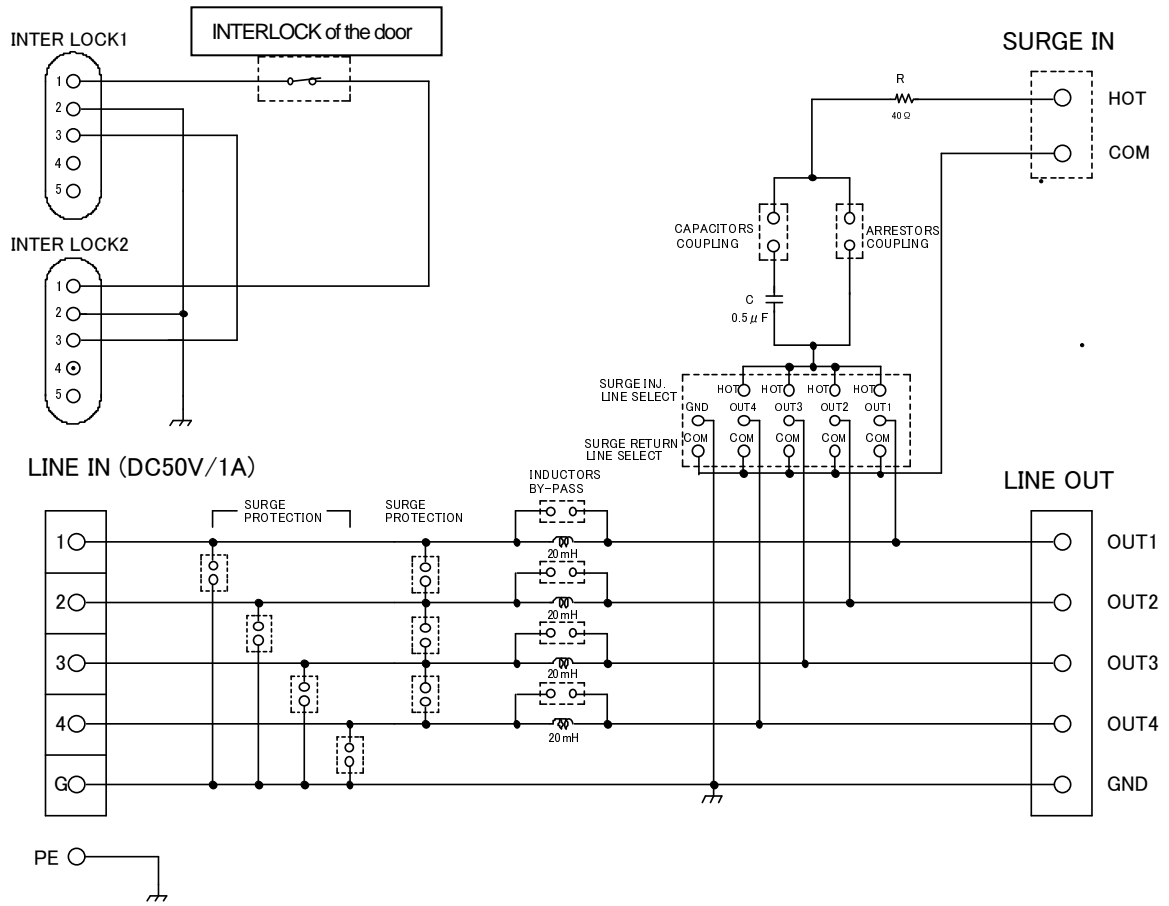 INTERLOCK of the door
INTER LOCK1
1
2
3
4
5
INTER LOCK2
1
2
3
4
5
SURGE IN
HOT
COM
R
40Ω
CAPACITORS
COUPLING
ARRESTORS
COUPLING
C
0.5μF
SURGE INJ.
LINE SELECT
HOT HOT HOT HOT
GND OUT4 OUT3 OUT2 OUT1
SURGE RETURN
LINE SELECT
COM COM COM COM COM
LINE IN (DC50V/1A)
SURGE
PROTECTION
SURGE
PROTECTION
INDUCTORS
BY-PASS
LINE OUT
1
20mH
OUT1
2
20mH
OUT2
3
20mH
OUT3
4
20mH
OUT4
G
GND
PE